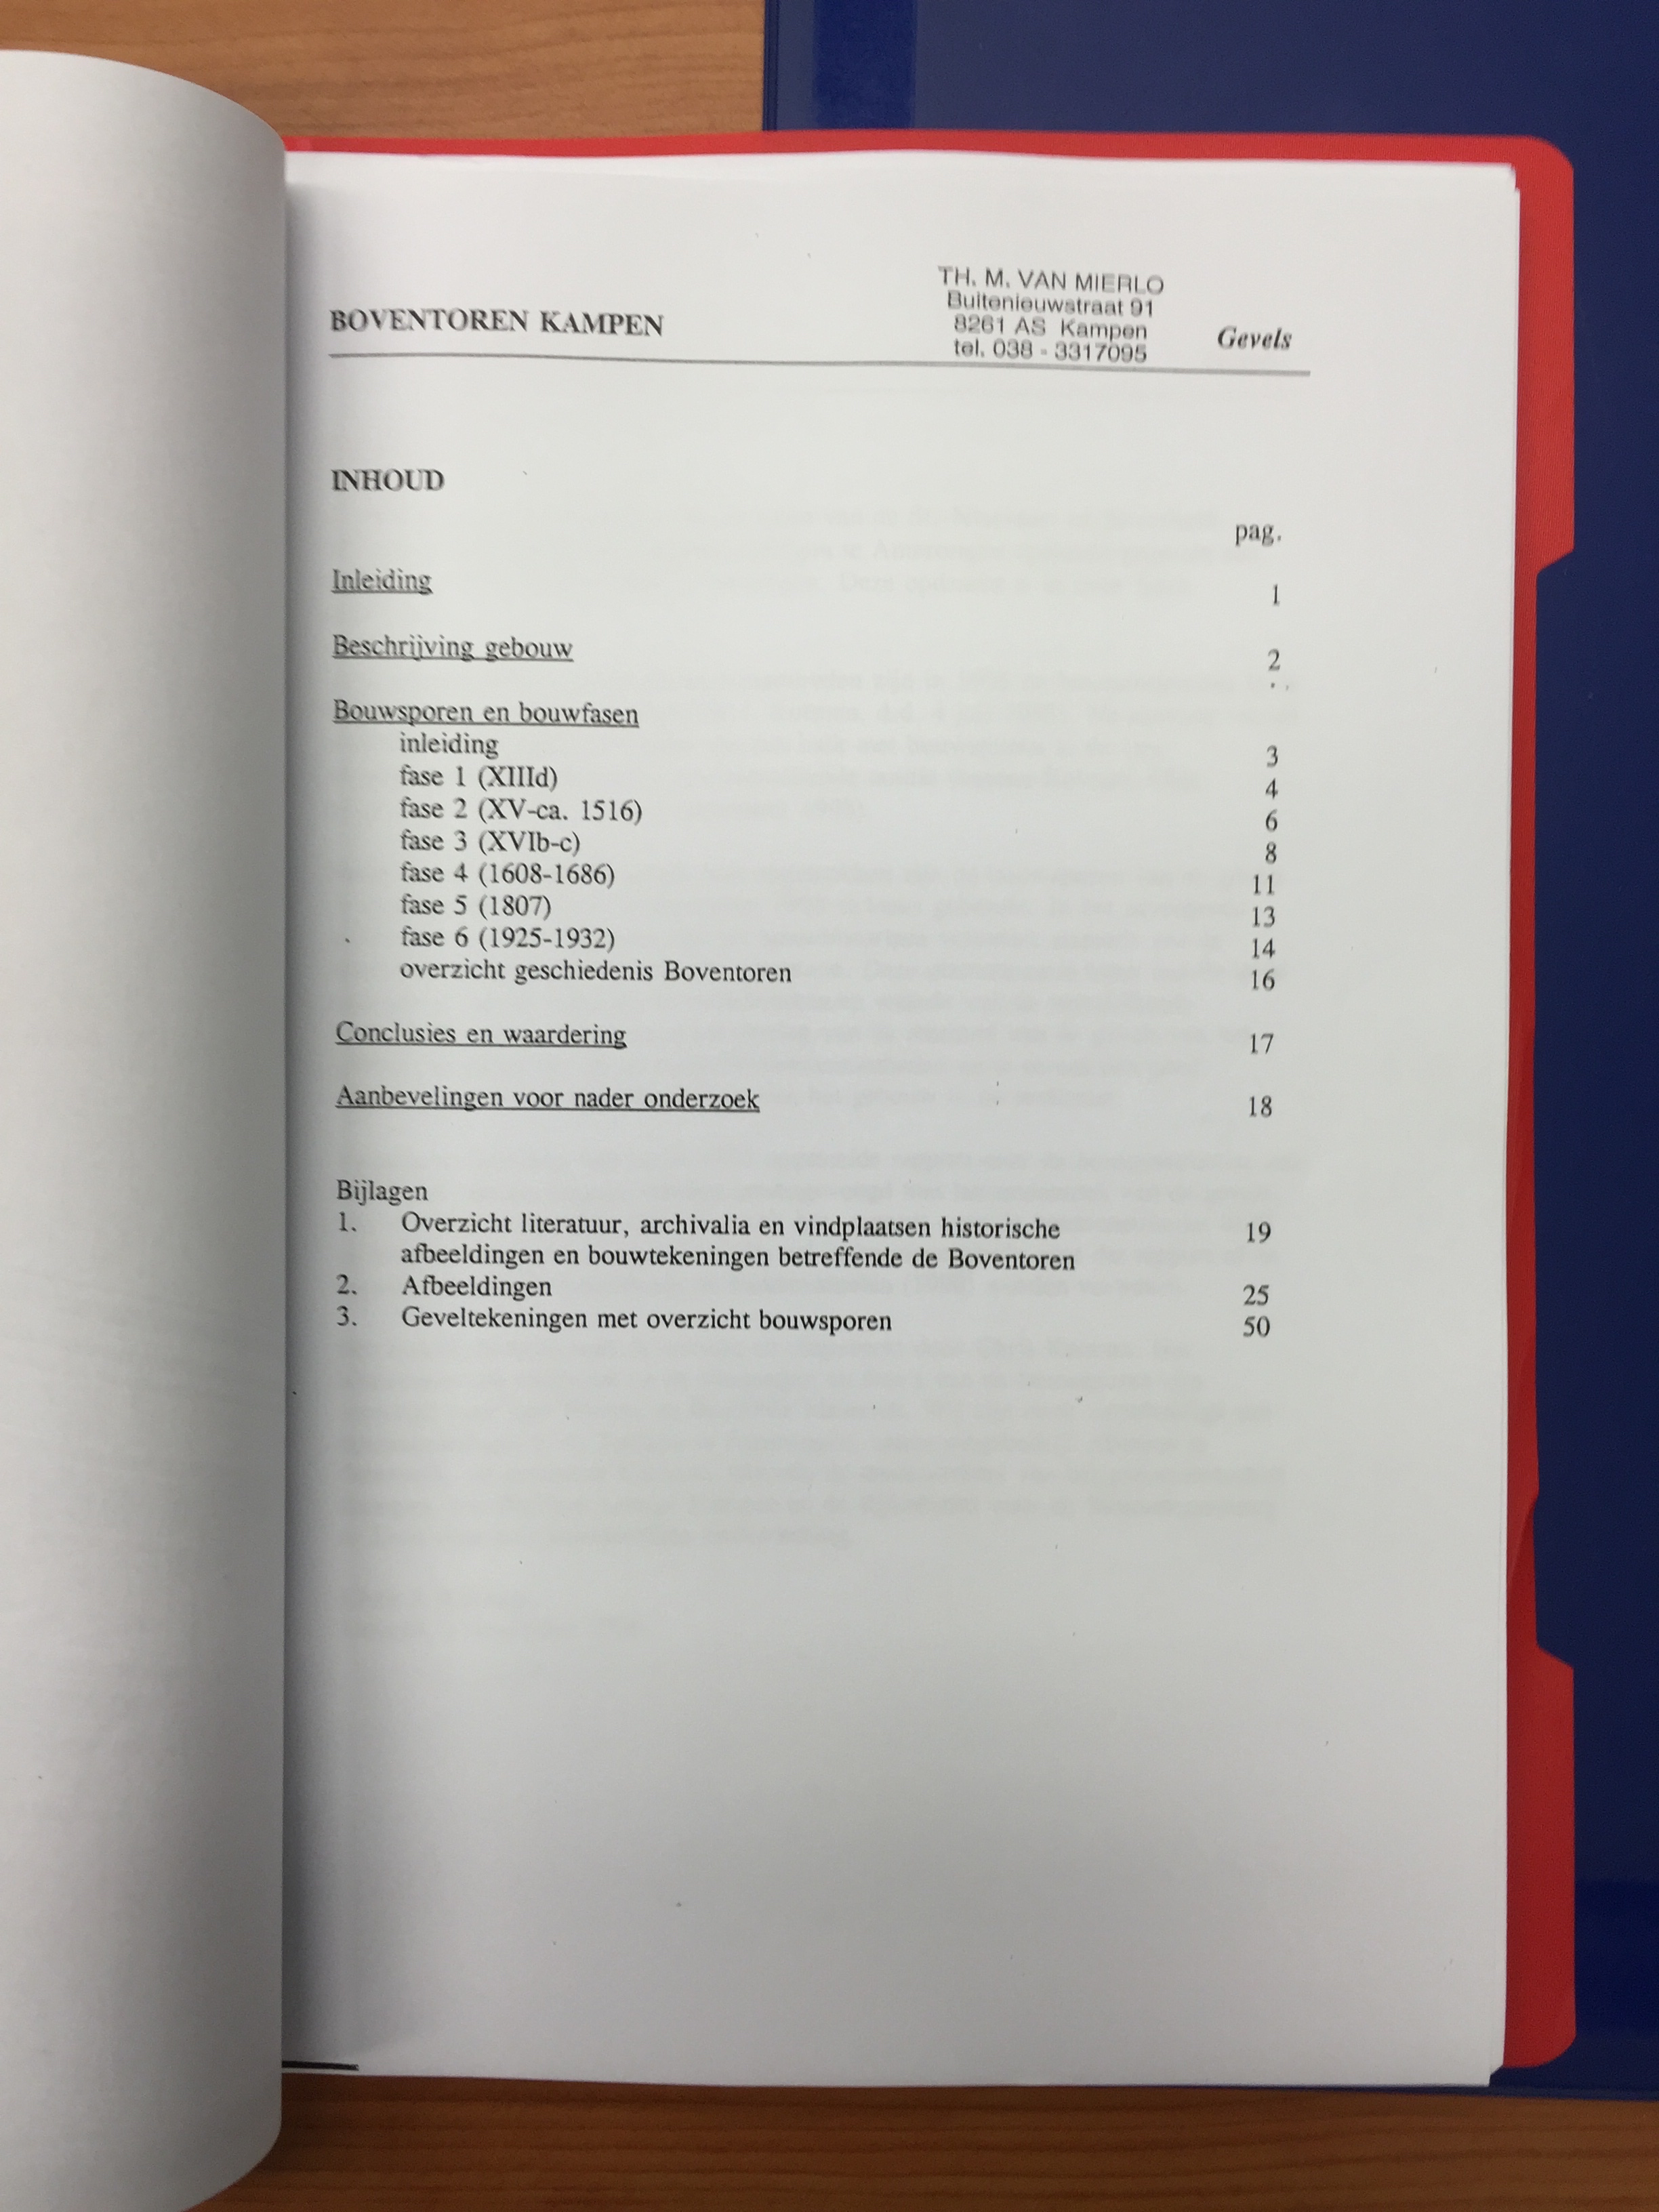 BOVENTOREN KAMPEN
TH. M. VAN MIERLO
Buitenieuwstraat 91
8261 AS Kampen
tel. 038 - 3317095
Gevels
INHOUD
pag.
Inleiding 1
Beschrijving gebouw 2
Bouwsporen en bouwfasen
inleiding 3
fase 1 (XIIId) 4
fase 2 (XV-ca. 1516) 6
fase 3 (XVIb-c) 8
fase 4 (1608-1686) 11
fase 5 (1807) 13
fase 6 (1925-1932) 14
overzicht geschiedenis Boventoren 16
Conclusies en waardering 17
Aanbevelingen voor nader onderzoek 18
Bijlagen
1. Overzicht literatuur, archivalia en vindplaatsen historische 19
afbeeldingen en bouwtekeningen betreffende de Boventoren
2. Afbeeldingen 25
3. Geveltekeningen met overzicht bouwsporen 50